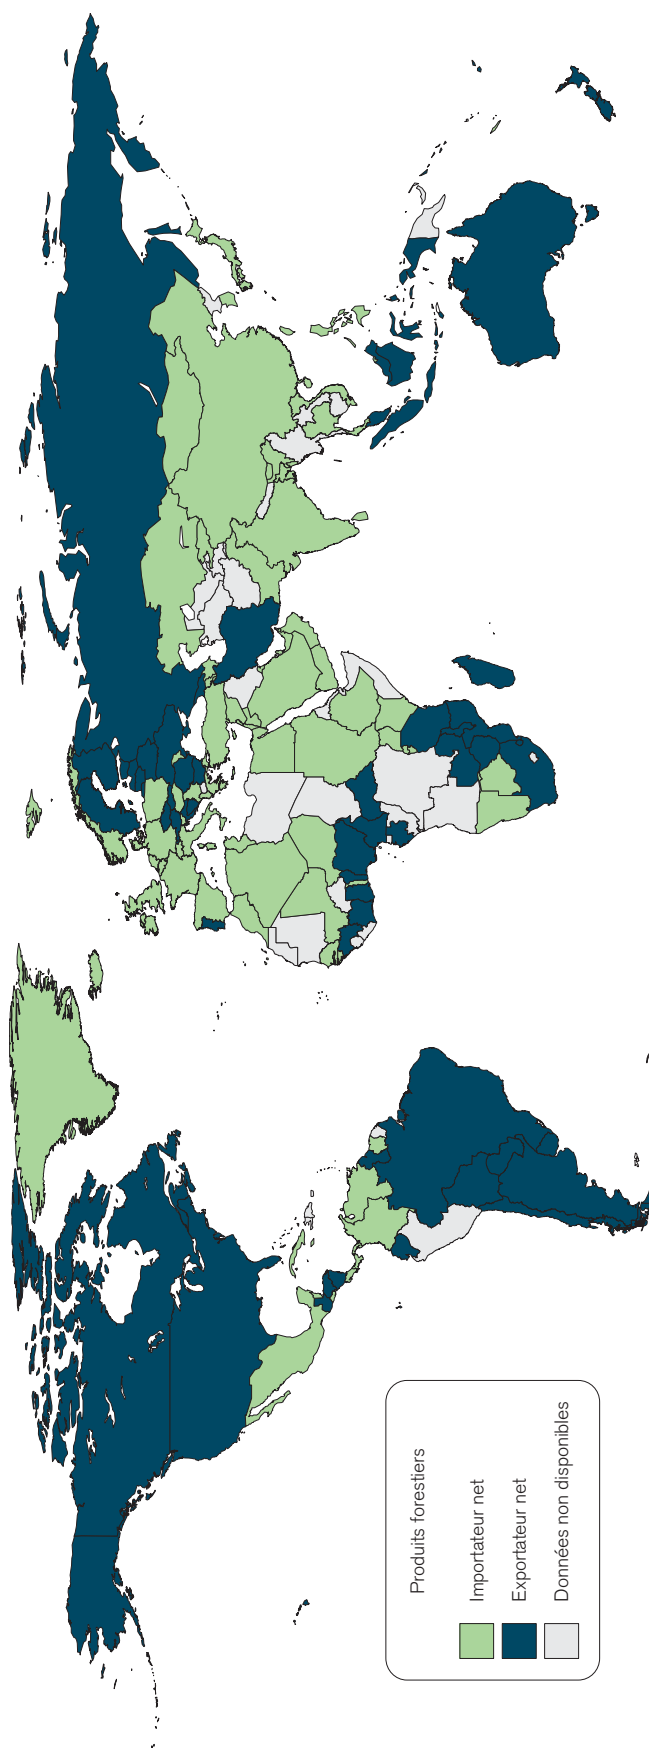 Produits forestiers
Importateur net
Exportateur net
Données non disponibles